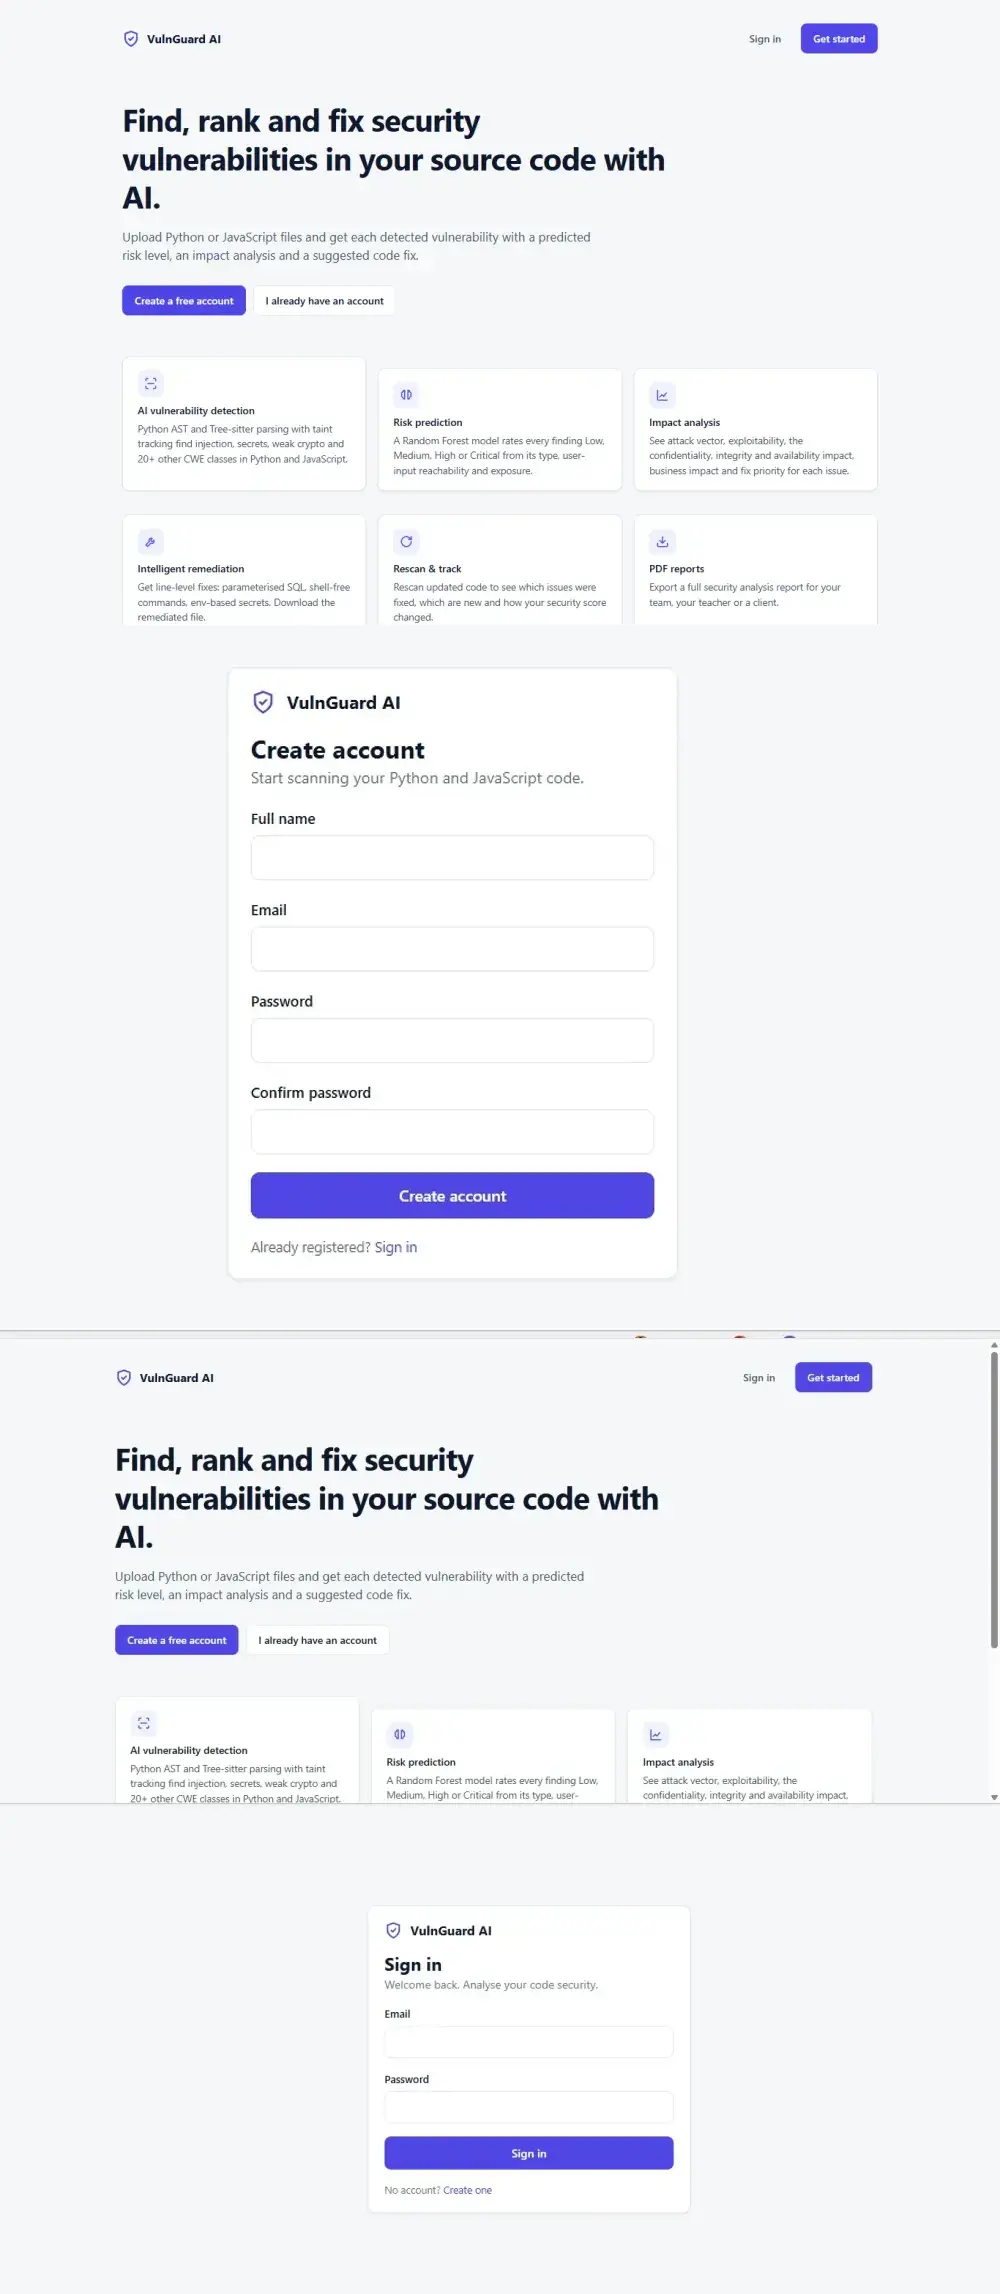 VulnGuard AI
Sign in
Get started
Find, rank and fix security
vulnerabilities in your source code with
AI.
Upload Python or JavaScript files and get each detected vulnerability with a predicted
risk level, an impact analysis and a suggested code fix.
Create a free account
I already have an account
AI vulnerability detection
Python AST and Tree-sitter parsing with taint
tracking find injection, secrets, weak crypto and
20+ other CWE classes in Python and JavaScript.
Risk prediction
A Random Forest model rates every finding Low,
Medium, High or Critical from its type, user-
input reachability and exposure.
Impact analysis
See attack vector, exploitability, the
confidentiality, integrity and availability impact,
business impact and fix priority for each issue.
Intelligent remediation
Get line-level fixes: parameterised SQL, shell-free
commands, env-based secrets. Download the
remediated file.
Rescan & track
Rescan updated code to see which issues were
fixed, which are new and how your security score
changed.
PDF reports
Export a full security analysis report for your
team, your teacher or a client.
VulnGuard AI
Create account
Start scanning your Python and JavaScript code.
Full name
Email
Password
Confirm password
Create account
Already registered? Sign in
VulnGuard AI
Sign in
Get started
Find, rank and fix security
vulnerabilities in your source code with
AI.
Upload Python or JavaScript files and get each detected vulnerability with a predicted
risk level, an impact analysis and a suggested code fix.
Create a free account
I already have an account
AI vulnerability detection
Python AST and Tree-sitter parsing with taint
tracking find injection, secrets, weak crypto and
20+ other CWE classes in Python and JavaScript.
Risk prediction
A Random Forest model rates every finding Low,
Medium, High or Critical from its type, user-
Impact analysis
See attack vector, exploitability, the
confidentiality, integrity and availability impact,
VulnGuard AI
Sign in
Welcome back. Analyse your code security.
Email
Password
Sign in
No account? Create one